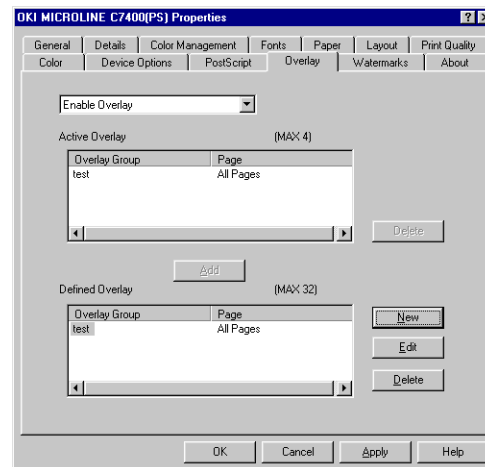 OKI MICROLINE C7400(PS) Properties
General Details Color Management Fonts Paper Layout Print Quality
Color Device Options PostScript Overlay Watermarks About
Enable Overlay
Active Overlay (MAX 4)
Overlay Group Page
test All Pages
Delete
Add
Defined Overlay (MAX 32)
Overlay Group Page
test All Pages
New
Edit
Delete
OK Cancel Apply Help